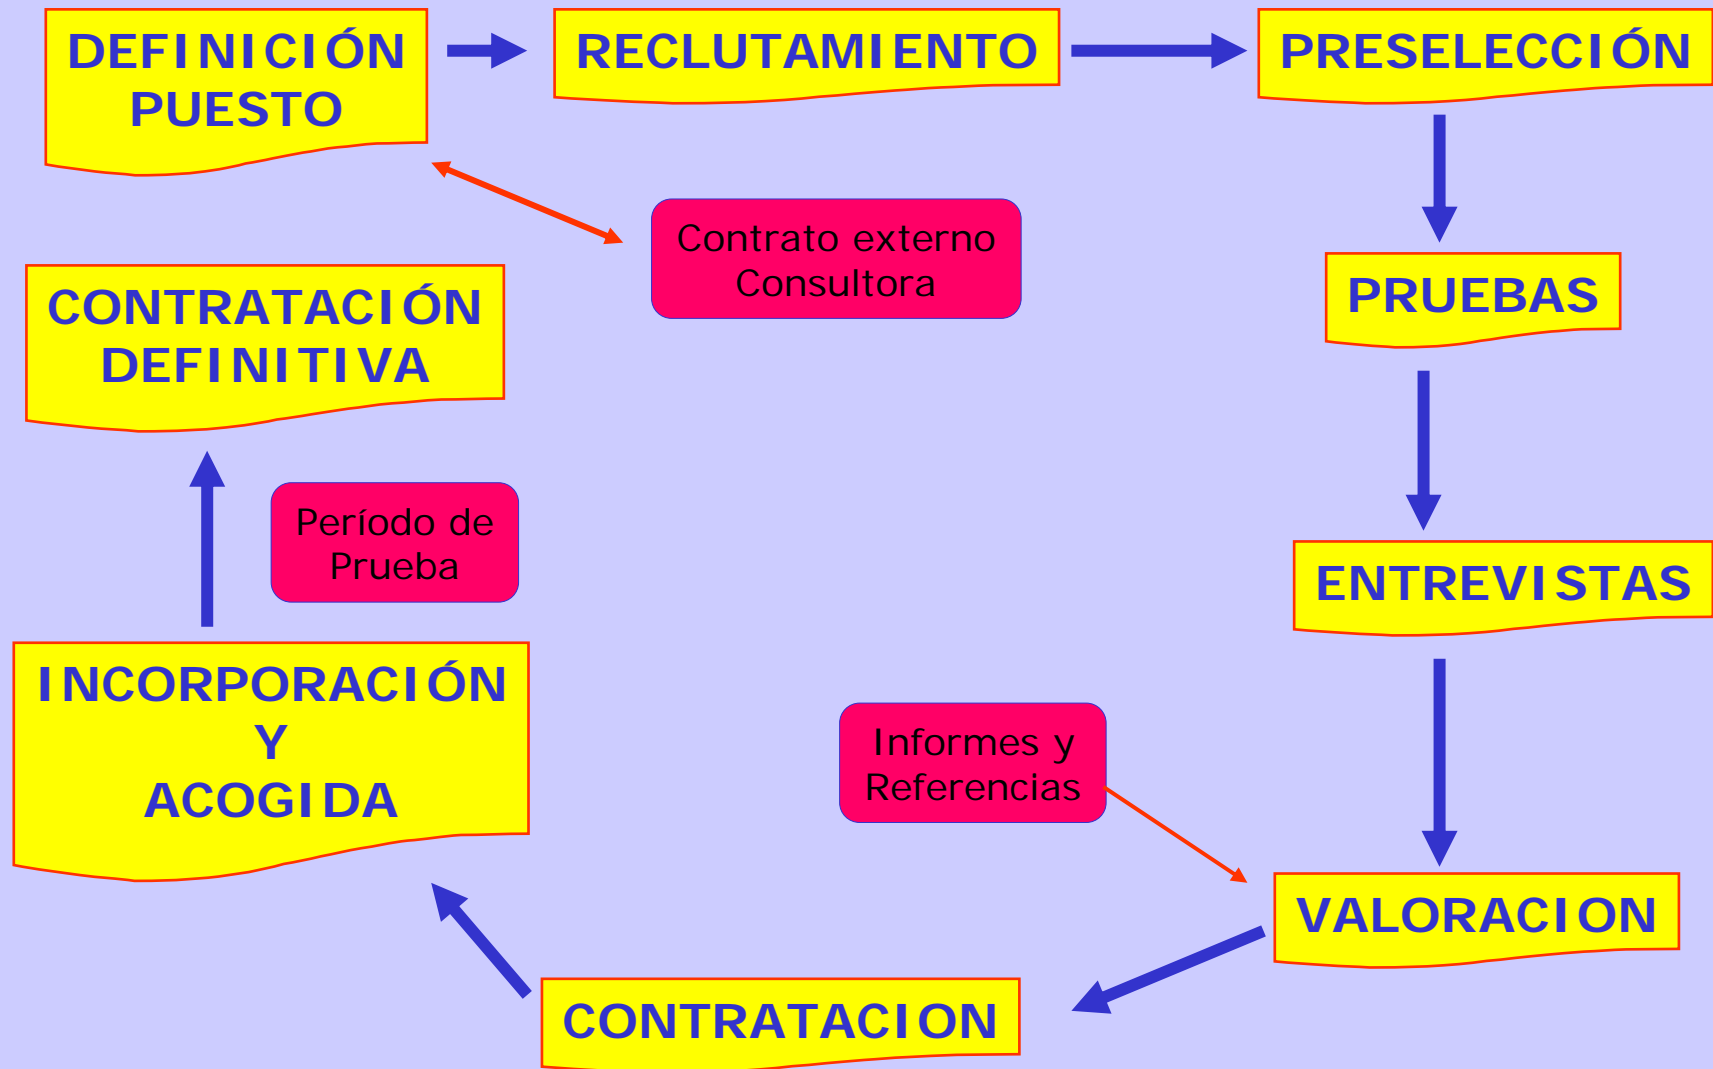 DEFINICIÓN
PUESTO
RECLUTAMIENTO
PRESELECCIÓN
Contrato externo
Consultora
PRUEBAS
CONTRATACIÓN
DEFINITIVA
Período de
Prueba
ENTREVISTAS
INCORPORACIÓN
Y
ACOGIDA
Informes y
Referencias
VALORACION
CONTRATACION